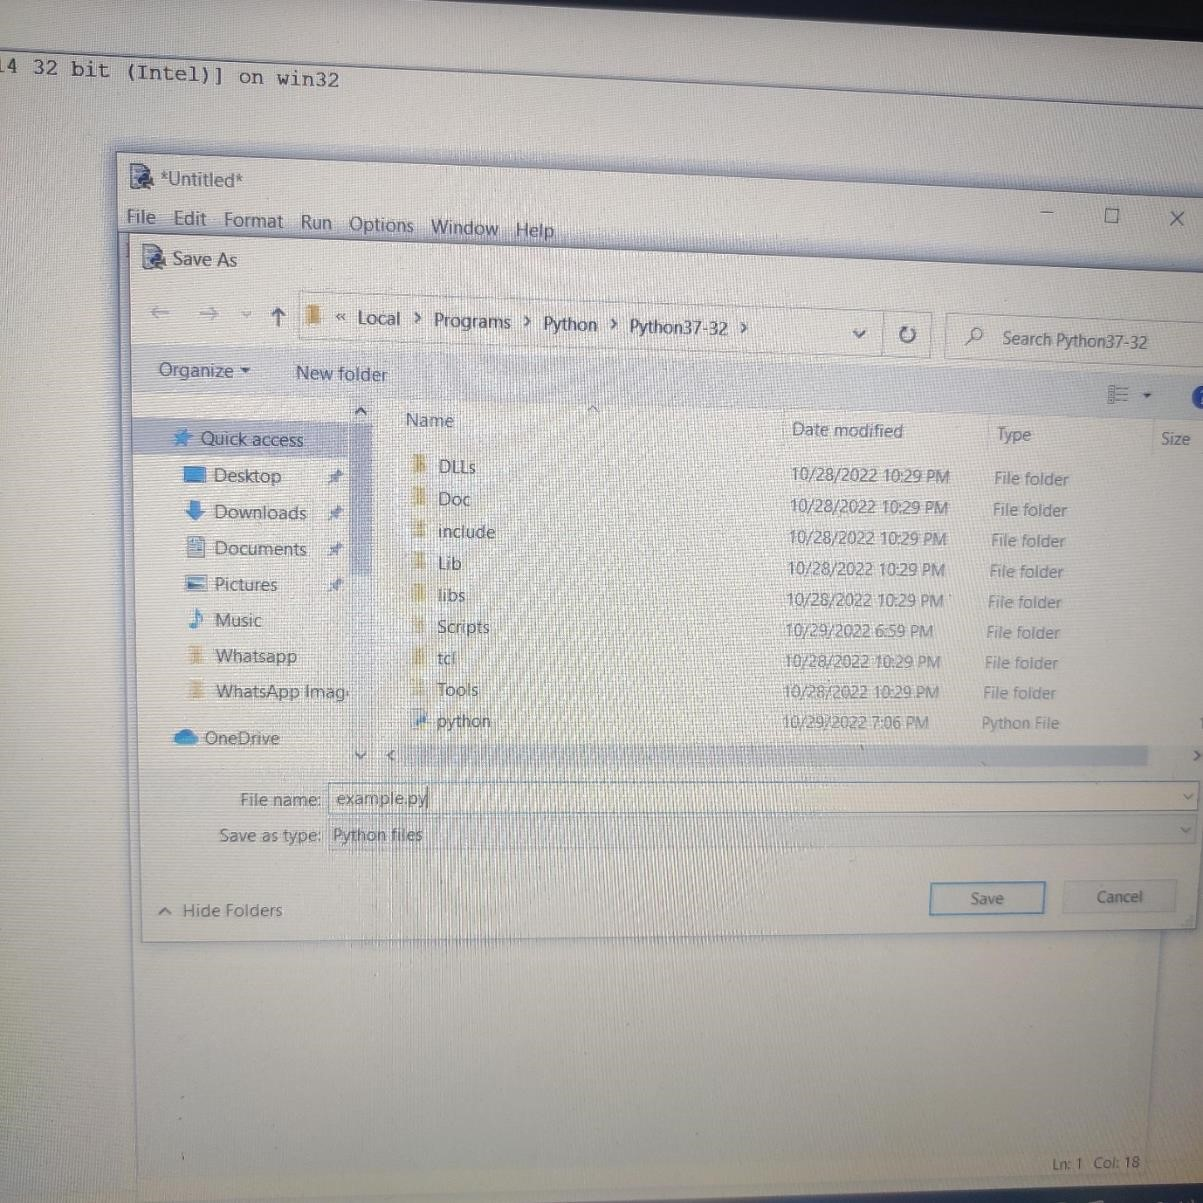 14 32 bit (Intel)] on win32
*Untitled*
File Edit Format Run Options Window Help
Save As
« Local > Programs > Python > Python37-32 >
Search Python37-32
Organize
New folder
Name Date modified Type Size
Quick access
Desktop
Downloads
Documents
Pictures
Music
Whatsapp
WhatsApp Imag
OneDrive
DLLs 10/28/2022 10:29 PM File folder
Doc 10/28/2022 10:29 PM File folder
include 10/28/2022 10:29 PM File folder
Lib 10/28/2022 10:29 PM File folder
libs 10/28/2022 10:29 PM File folder
Scripts 10/29/2022 6:59 PM File folder
tcl 10/28/2022 10:29 PM File folder
Tools 10/28/2022 10:29 PM File folder
python 10/29/2022 7:06 PM Python File
File name: example.py
Save as type: Python files
Hide Folders
Save Cancel
Ln: 1 Col: 18